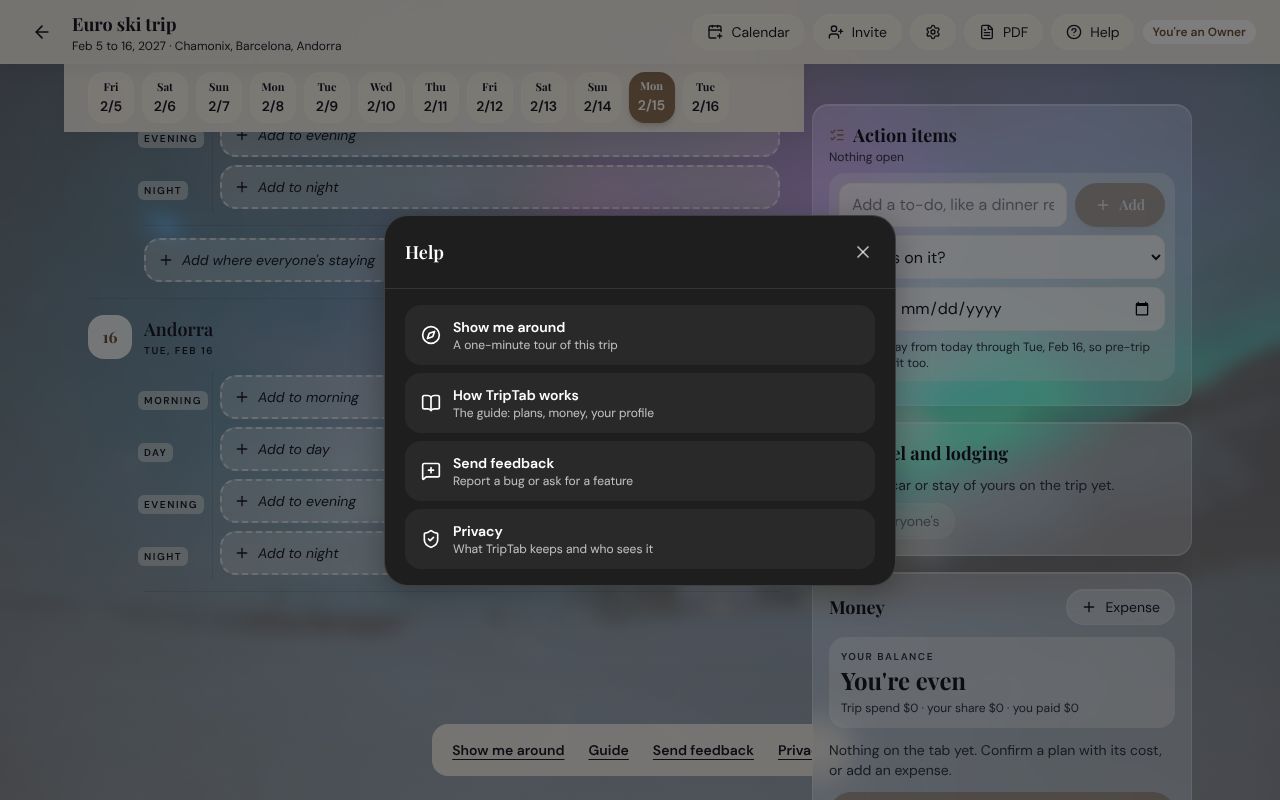 Euro ski trip
Feb 5 to 16, 2027 · Chamonix, Barcelona, Andorra
Calendar
Invite
PDF
Help
You're an Owner
Fri
2/5
Sat
2/6
Sun
2/7
Mon
2/8
Tue
2/9
Wed
2/10
Thu
2/11
Fri
2/12
Sat
2/13
Sun
2/14
Mon
2/15
Tue
2/16
EVENING
Add to evening
NIGHT
Add to night
Add where everyone's staying
16
Andorra
TUE, FEB 16
MORNING
Add to morning
DAY
Add to day
EVENING
Add to evening
NIGHT
Add to night
Help
Show me around
A one-minute tour of this trip
How TripTab works
The guide: plans, money, your profile
Send feedback
Report a bug or ask for a feature
Privacy
What TripTab keeps and who sees it
Action items
Nothing open
Add a to-do, like a dinner re
Add
on it?
mm/dd/yyyy
from today through Tue, Feb 16, so pre-trip
fit too.
and lodging
car or stay of yours on the trip yet.
Money
Expense
YOUR BALANCE
You're even
Trip spend $0 · your share $0 · you paid $0
Nothing on the tab yet. Confirm a plan with its cost,
or add an expense.
Show me around
Guide
Send feedback
Priva